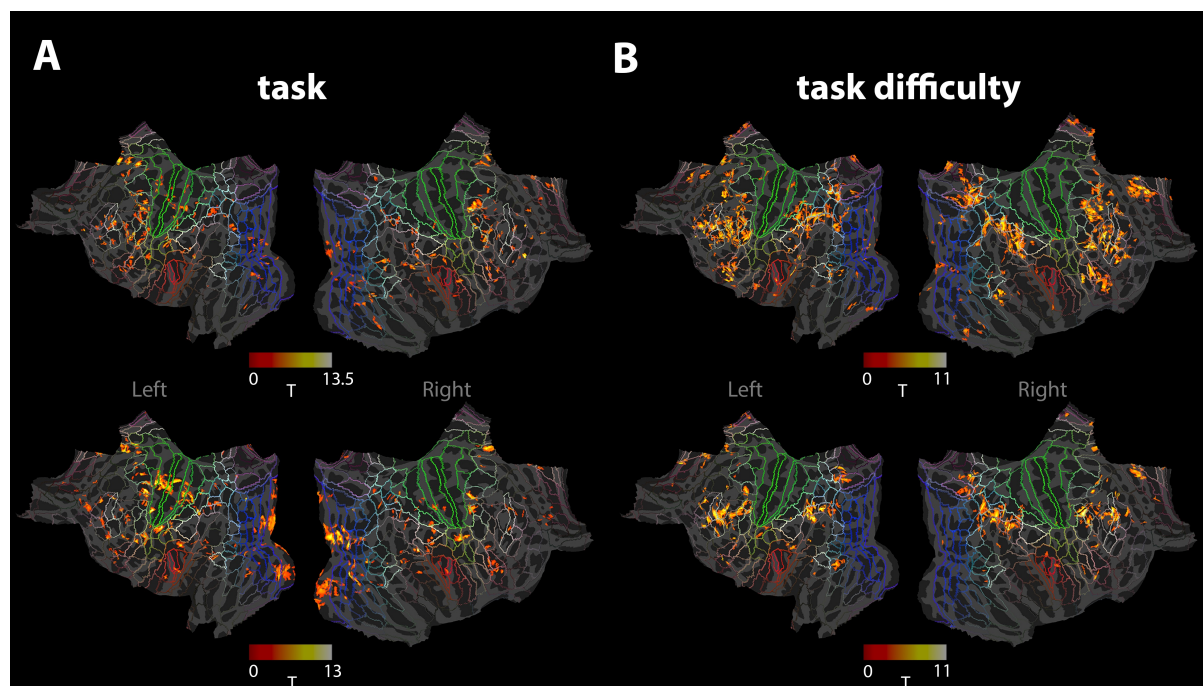 A
B
task
task difficulty
0 13.5
T
0 11
T
Left Right
Left Right
0 13
T
0 11
T